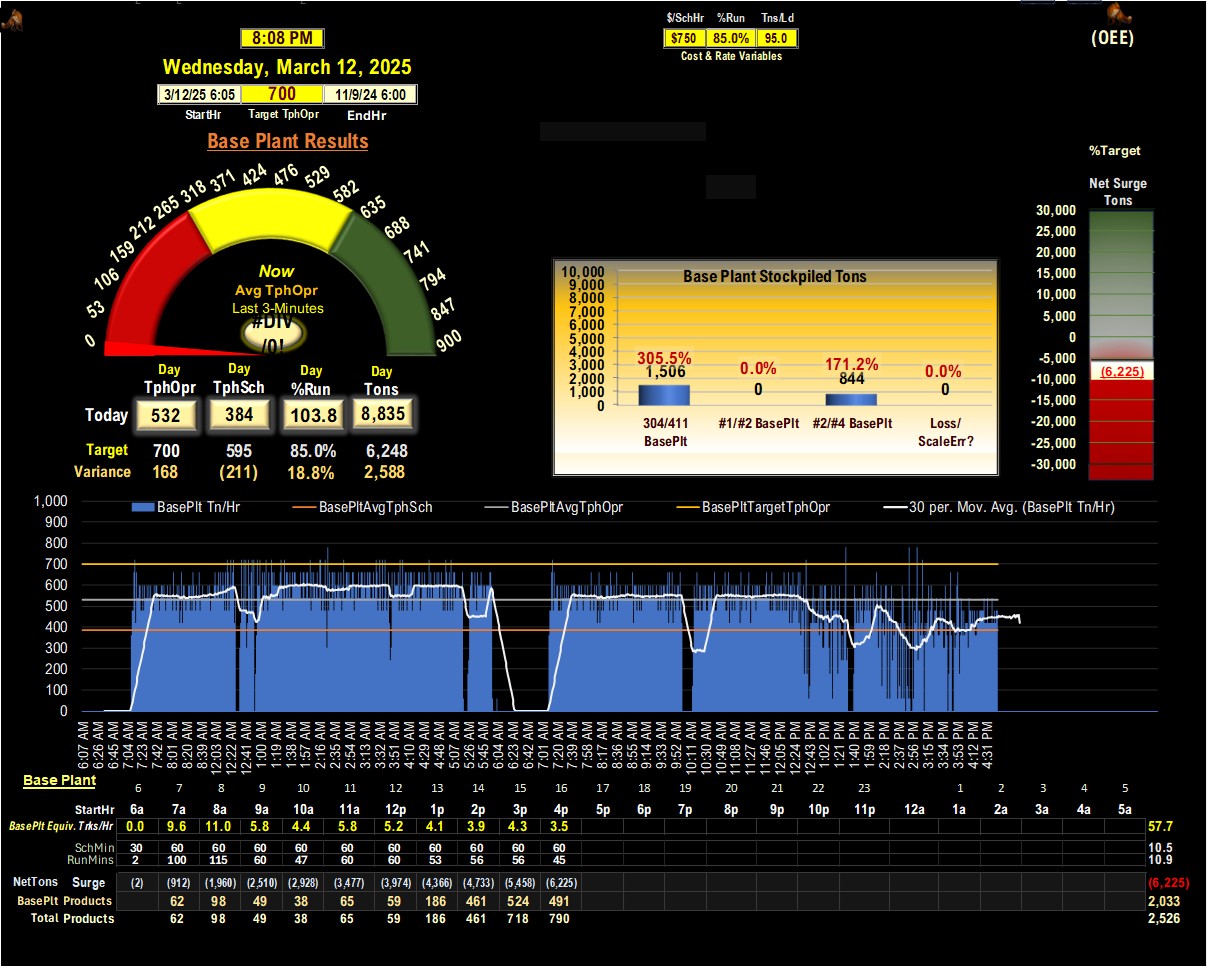 $/SchHr %Run Tns/Ld
8:08 PM $750 85.0% 95.0 (OEE)
Cost & Rate Variables
Wednesday, March 12, 2025
3/12/25 6:05 700 11/9/24 6:00
StartHr Target TphOpr EndHr
Base Plant Results
%Target
Net Surge
Tons
0 53 106 159 212 265 318 371 424 476 529 582 635 688 741 794 847 900
Now
Avg TphOpr
Last 3-Minutes
#DIV
/0!
Day Day Day Day
TphOpr TphSch %Run Tons
Today 532 384 103.8 8,835
Target 700 595 85.0% 6,248
Variance 168 (211) 18.8% 2,588
Base Plant Stockpiled Tons
10,000
9,000
8,000
7,000
6,000
5,000
4,000
3,000
2,000
1,000
0
305.5% 0.0% 171.2% 0.0%
1,506 0 844 0
304/411 #1/#2 BasePlt #2/#4 BasePlt Loss/
BasePlt ScaleErr?
30,000
25,000
20,000
15,000
10,000
5,000
0
-5,000
(6,225)
-10,000
-15,000
-20,000
-25,000
-30,000
BasePlt Tn/Hr BasePltAvgTphSch BasePltAvgTphOpr BasePltTargetTphOpr 30 per. Mov. Avg. (BasePlt Tn/Hr)
1,000
900
800
700
600
500
400
300
200
100
0
6:07 AM 6:26 AM 6:45 AM 7:04 AM 7:23 AM 7:42 AM 8:01 AM 8:20 AM 12:03 AM 12:22 AM 12:41 AM 1:00 AM 1:19 AM 1:38 AM 1:57 AM 2:16 AM 2:35 AM 2:54 AM 3:13 AM 3:32 AM 3:51 AM 4:10 AM 4:29 AM 4:48 AM 5:07 AM 5:26 AM 5:45 AM 6:04 AM 6:23 AM 6:42 AM 7:01 AM 7:20 AM 7:39 AM 7:58 AM 8:17 AM 8:36 AM 8:55 AM 9:14 AM 9:33 AM 9:52 AM 10:11 AM 10:30 AM 10:49 AM 11:08 AM 11:27 AM 11:46 AM 12:05 PM 12:24 PM 12:43 PM 1:02 PM 1:21 PM 1:40 PM 1:59 PM 2:18 PM 2:37 PM 2:56 PM 3:15 PM 3:34 PM 3:53 PM 4:12 PM 4:31 PM
Base Plant
6 7 8 9 10 11 12 13 14 15 16 17 18 19 20 21 22 23 1 2 3 4 5
StartHr 6a 7a 8a 9a 10a 11a 12p 1p 2p 3p 4p 5p 6p 7p 8p 9p 10p 11p 12a 1a 2a 3a 4a 5a
BasePlt Equiv. Trks/Hr 0.0 9.6 11.0 5.8 4.4 5.8 5.2 4.1 3.9 4.3 3.5 57.7
SchMin 30 60 60 60 60 60 60 60 60 60 60 10.5
RunMins 2 100 115 60 47 60 60 53 56 56 45 10.9
NetTons Surge (2) (912) (1,960) (2,510) (2,928) (3,477) (3,974) (4,366) (4,733) (5,458) (6,225) (6,225)
BasePlt Products 62 98 49 38 65 59 186 461 524 491 2,033
Total Products 62 98 49 38 65 59 186 461 718 790 2,526